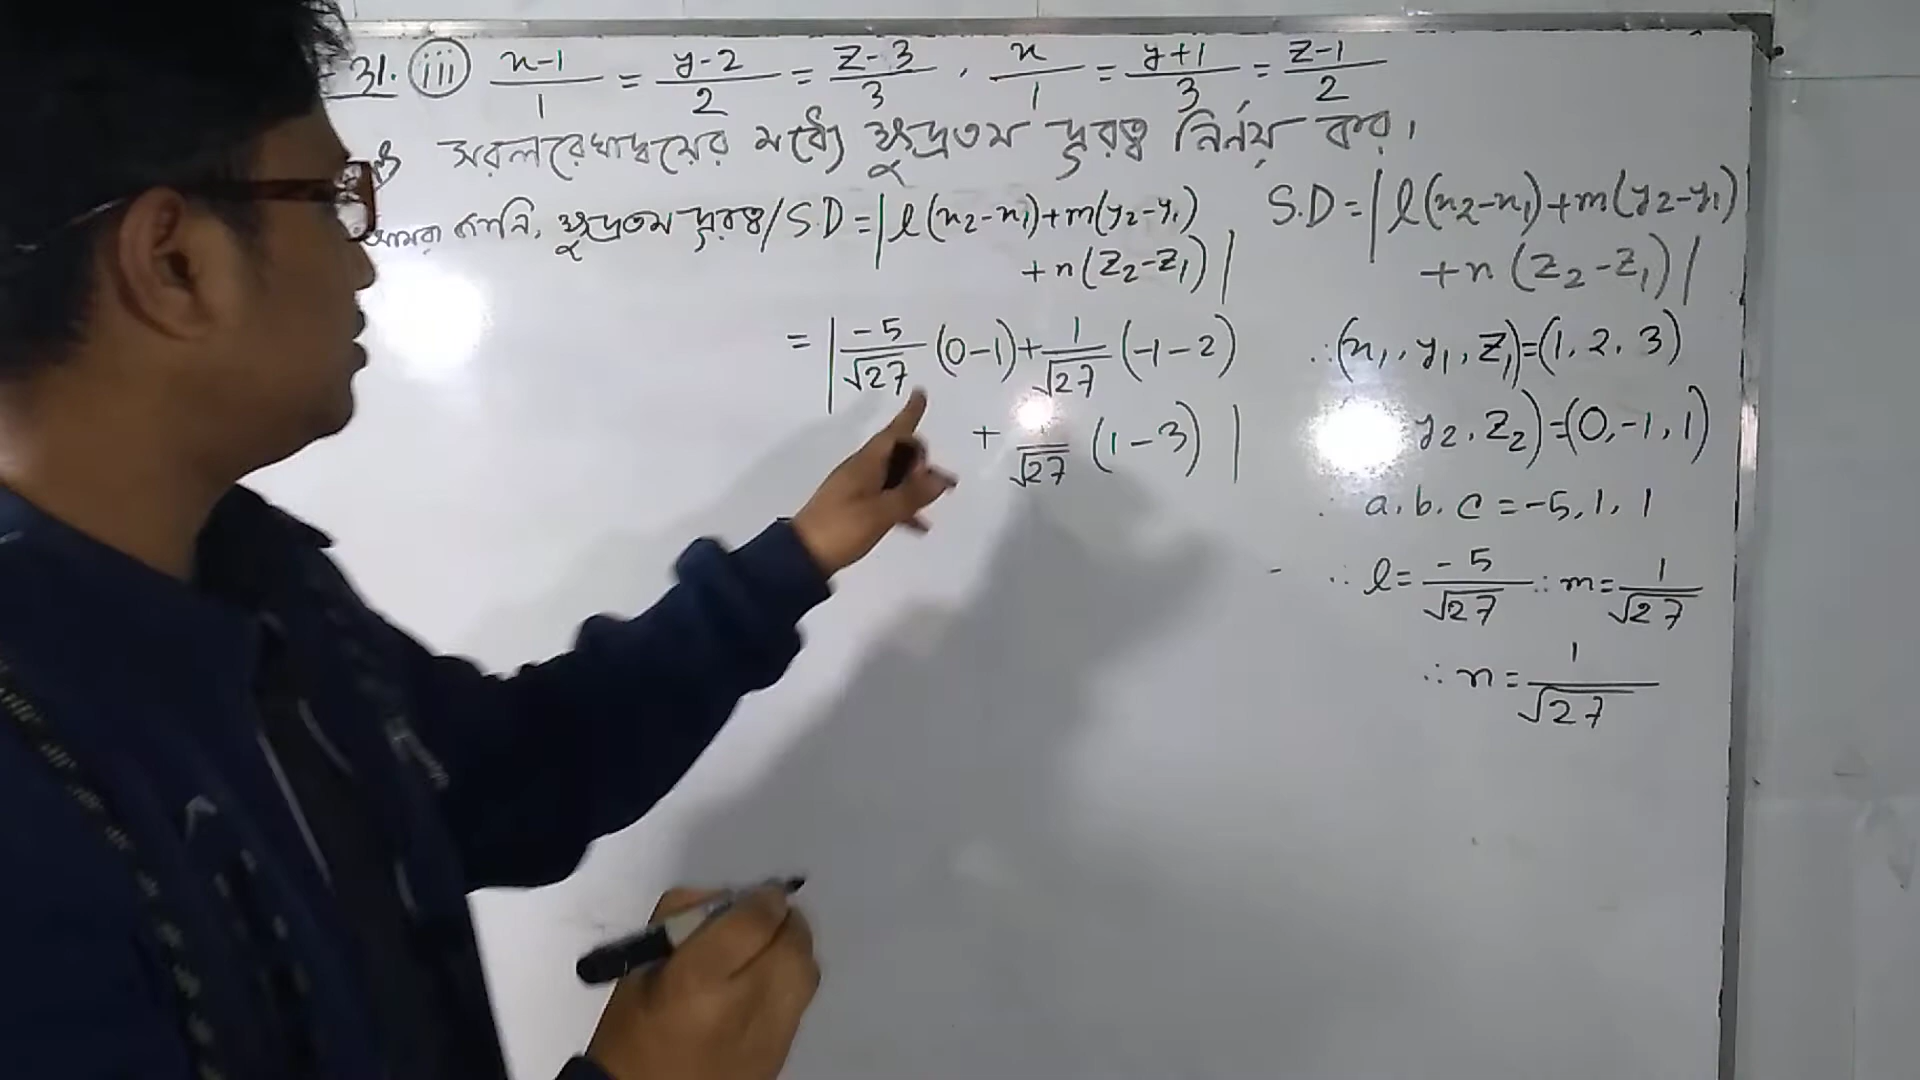 31. (iii) x-1/1 = y-2/2 = z-3/3 , x/1 = y+1/3 = z-1/2
ও সরলরেখাদ্বয়ের মধ্যে ক্ষুদ্রতম দূরত্ব নির্ণয় কর।
আমরা জানি, ক্ষুদ্রতম দূরত্ব/S.D = | l(x₂-x₁)+m(y₂-y₁)
+n(z₂-z₁) |
= | -5/√27 (0-1)+ 1/√27 (-1-2)
+ 1/√27 (1-3) |
S.D = | l(x₂-x₁)+m(y₂-y₁)
+n(z₂-z₁) |
∴ (x₁, y₁, z₁)=(1, 2, 3)
y₂, z₂)=(0, -1, 1)
∴ a, b, c = -5, 1, 1
∴ l= -5/√27 ∴ m= 1/√27
∴ n= 1/√27